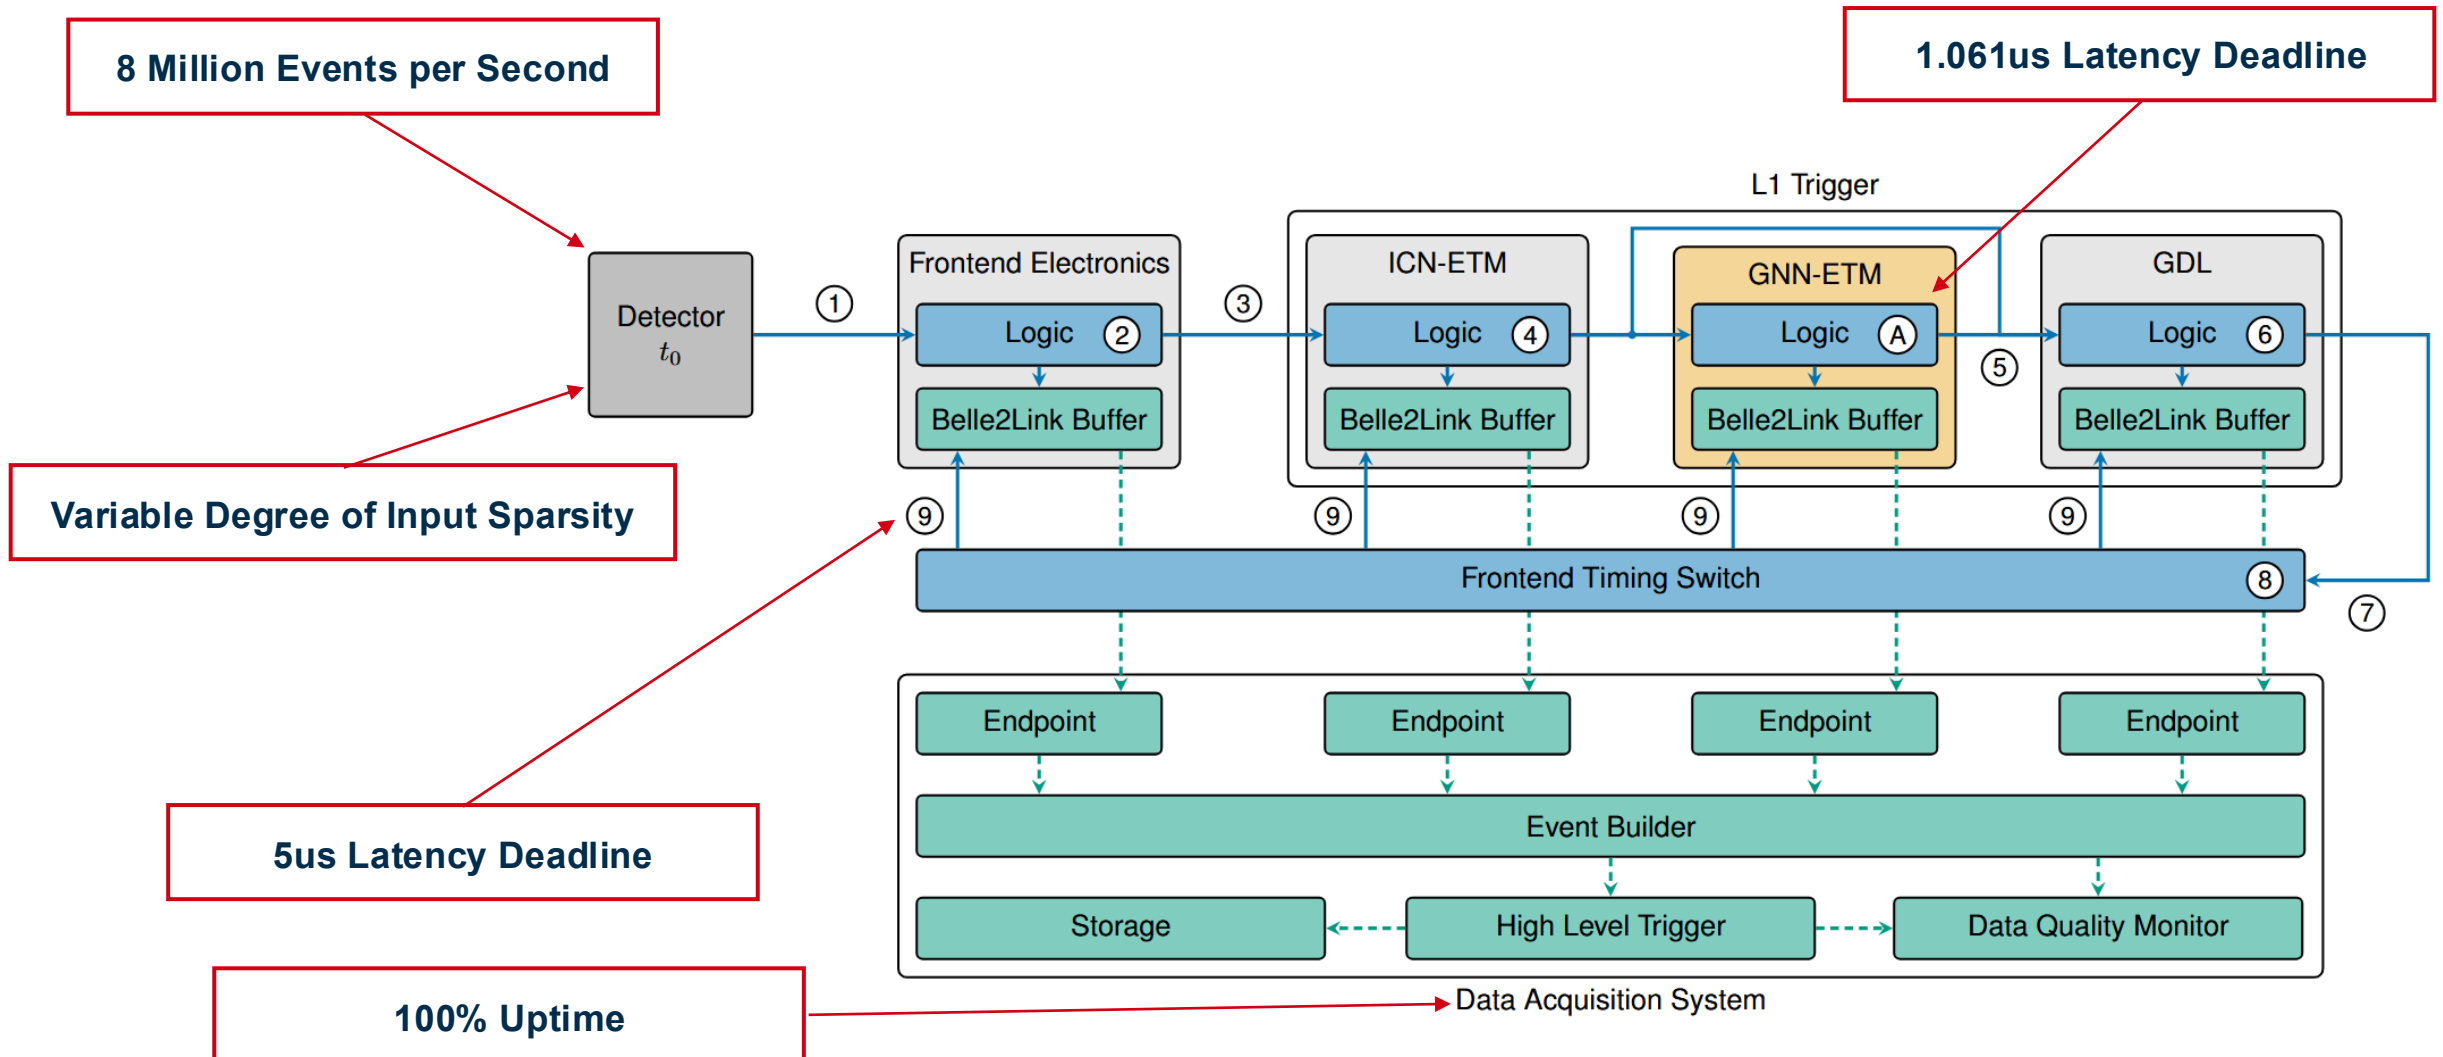 8 Million Events per Second
1.061us Latency Deadline
L1 Trigger
Detector
t0
1
Frontend Electronics
Logic 2
Belle2Link Buffer
3
ICN-ETM
Logic 4
Belle2Link Buffer
GNN-ETM
Logic A
Belle2Link Buffer
5
GDL
Logic 6
Belle2Link Buffer
Variable Degree of Input Sparsity
9
9
9
9
Frontend Timing Switch 8
7
Endpoint
Endpoint
Endpoint
Endpoint
5us Latency Deadline
Event Builder
Storage
High Level Trigger
Data Quality Monitor
100% Uptime
Data Acquisition System